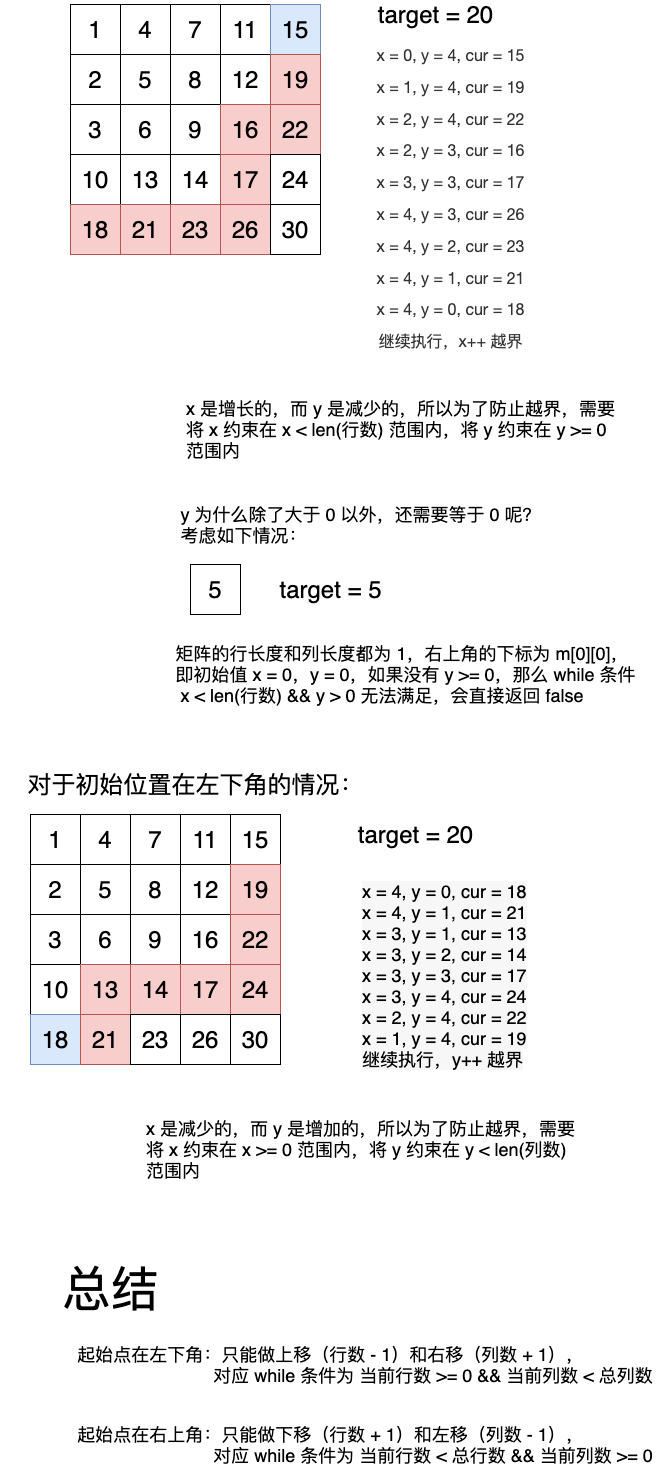 target = 20
1 4 7 11 15
2 5 8 12 19
3 6 9 16 22
10 13 14 17 24
18 21 23 26 30
x = 0, y = 4, cur = 15
x = 1, y = 4, cur = 19
x = 2, y = 4, cur = 22
x = 2, y = 3, cur = 16
x = 3, y = 3, cur = 17
x = 4, y = 3, cur = 26
x = 4, y = 2, cur = 23
x = 4, y = 1, cur = 21
x = 4, y = 0, cur = 18
继续执行，x++ 越界
x 是增长的，而 y 是减少的，所以为了防止越界，需要
将 x 约束在 x < len(行数) 范围内，将 y 约束在 y >= 0
范围内
y 为什么除了大于 0 以外，还需要等于 0 呢?
考虑如下情况：
5 target = 5
矩阵的行长度和列长度都为 1，右上角的下标为 m[0][0]，
即初始值 x = 0，y = 0，如果没有 y >= 0，那么 while 条件
x < len(行数) && y > 0 无法满足，会直接返回 false
对于初始位置在左下角的情况：
1 4 7 11 15
2 5 8 12 19
3 6 9 16 22
10 13 14 17 24
18 21 23 26 30
target = 20
x = 4, y = 0, cur = 18
x = 4, y = 1, cur = 21
x = 3, y = 1, cur = 13
x = 3, y = 2, cur = 14
x = 3, y = 3, cur = 17
x = 3, y = 4, cur = 24
x = 2, y = 4, cur = 22
x = 1, y = 4, cur = 19
继续执行，y++ 越界
x 是减少的，而 y 是增加的，所以为了防止越界，需要
将 x 约束在 x >= 0 范围内，将 y 约束在 y < len(列数)
范围内
总结
起始点在左下角：只能做上移（行数 - 1）和右移（列数 + 1），
对应 while 条件为 当前行数 >= 0 && 当前列数 < 总列数
起始点在右上角：只能做下移（行数 + 1）和左移（列数 - 1），
对应 while 条件为 当前行数 < 总行数 && 当前列数 >= 0